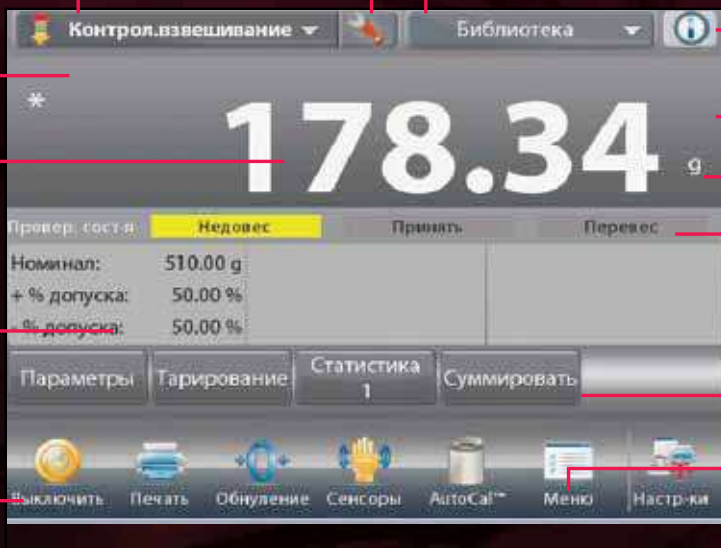 Контрол.взвешивание Библиотека
*
178.34 g
Провер. сост-я Недовес Принять Перевес
Номинал: 510.00 g
+ % допуска: 50.00 %
- % допуска: 50.00 %
Параметры Тарирование Статистика 1 Суммировать
Выключить Печать Обнуление Сенсоры AutoCal™ Меню Настр-ки